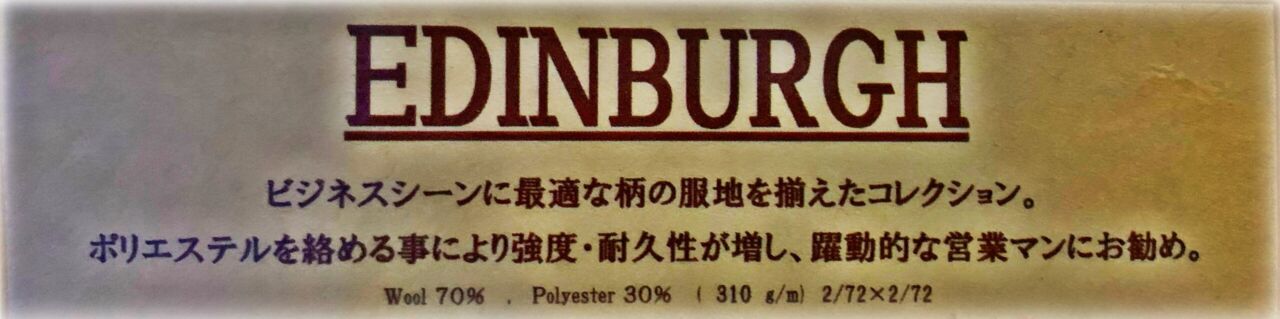 EDINBURGH
ビジネスシーンに最適な柄の服地を揃えたコレクション。
ポリエステルを絡める事により強度・耐久性が増し、躍動的な営業マンにお勧め。
Wool 70% . Polyester 30% ( 310 g/m) 2/72×2/72